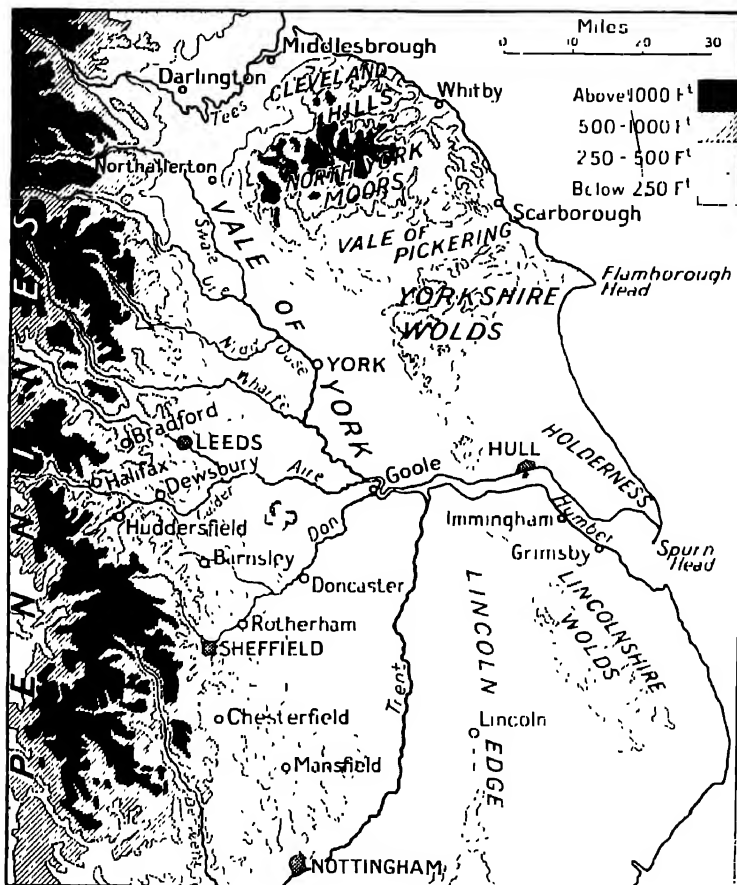 Miles
0 10 20 30
Above 1000 Ft
500-1000 Ft
250 - 500 Ft
Below 250 Ft
Middlesbrough
Darlington
CLEVELAND
HILLS
Whitby
Tees
Northallerton
NORTH YORK
MOORS
Scarborough
VALE OF
PICKERING
Swale
Ure
VALE OF YORK
Flamborough
Head
YORKSHIRE
WOLDS
Nidd
Ouse
YORK
Wharfe
PENNINES
Bradford
LEEDS
HULL
HOLDERNESS
Halifax
Dewsbury
Aire
Goole
Calder
Huddersfield
Don
Immingham
Humber
Grimsby
Spurn
Head
Barnsley
Doncaster
Rotherham
SHEFFIELD
LINCOLNSHIRE
WOLDS
LINCOLN
EDGE
Trent
Chesterfield
Lincoln
Mansfield
Derwent
NOTTINGHAM